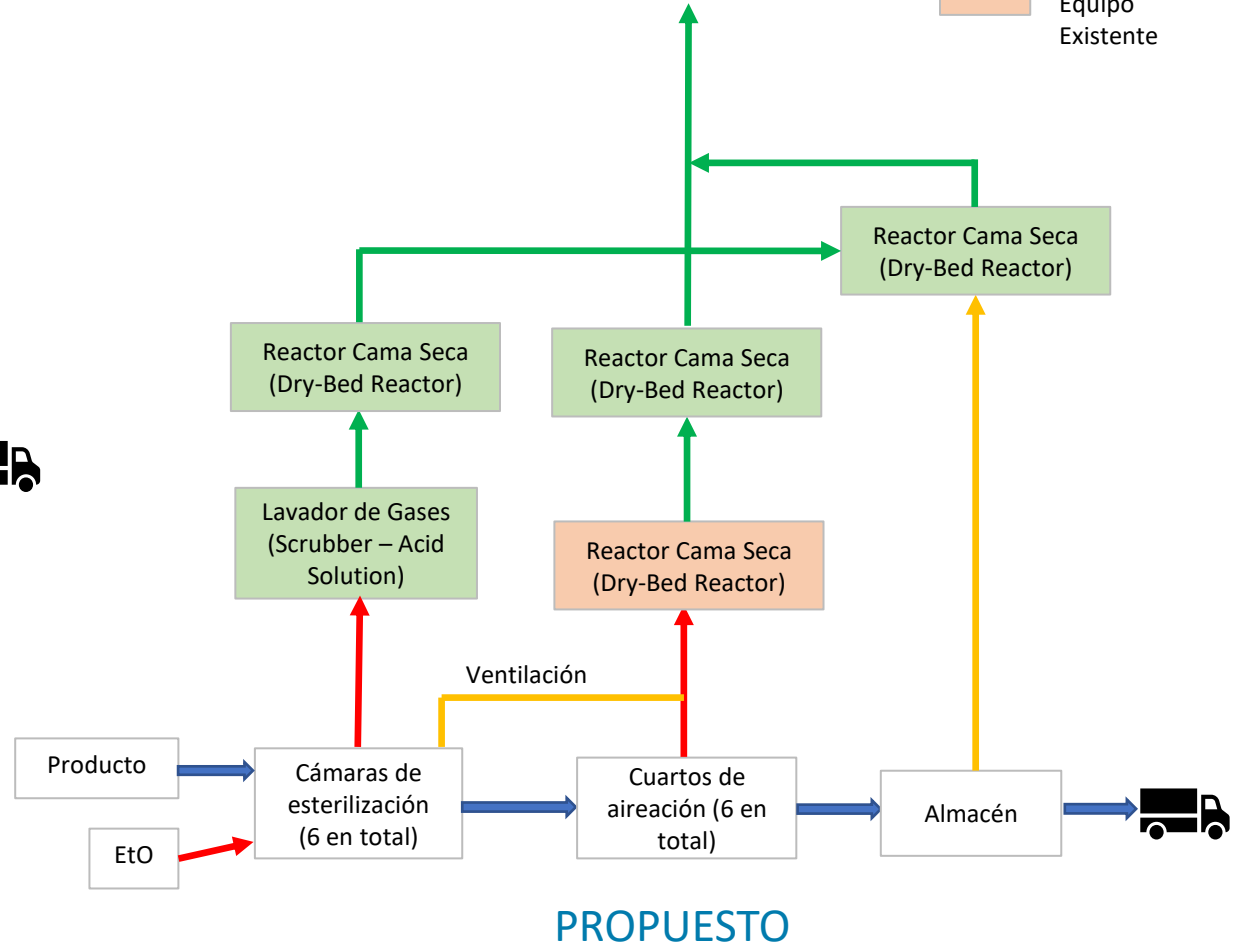 Equipo
Existente
Reactor Cama Seca
(Dry-Bed Reactor)
Reactor Cama Seca
(Dry-Bed Reactor)
Reactor Cama Seca
(Dry-Bed Reactor)
Lavador de Gases
(Scrubber – Acid
Solution)
Reactor Cama Seca
(Dry-Bed Reactor)
Ventilación
Producto
Cámaras de
esterilización
(6 en total)
Cuartos de
aireación (6 en
total)
Almacén
EtO
PROPUESTO